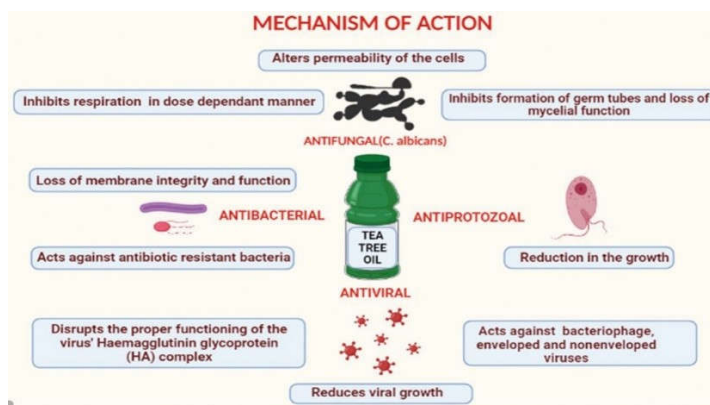 MECHANISM OF ACTION
Alters permeability of the cells
Inhibits respiration in dose dependant manner
Inhibits formation of germ tubes and loss of
mycelial function
ANTIFUNGAL(C. albicans)
Loss of membrane integrity and function
ANTIBACTERIAL
ANTIPROTOZOAL
TEA
TREE
OIL
Acts against antibiotic resistant bacteria
Reduction in the growth
ANTIVIRAL
Disrupts the proper functioning of the
virus' Haemagglutinin glycoprotein
(HA) complex
Acts against bacteriophage,
enveloped and nonenveloped
viruses
Reduces viral growth